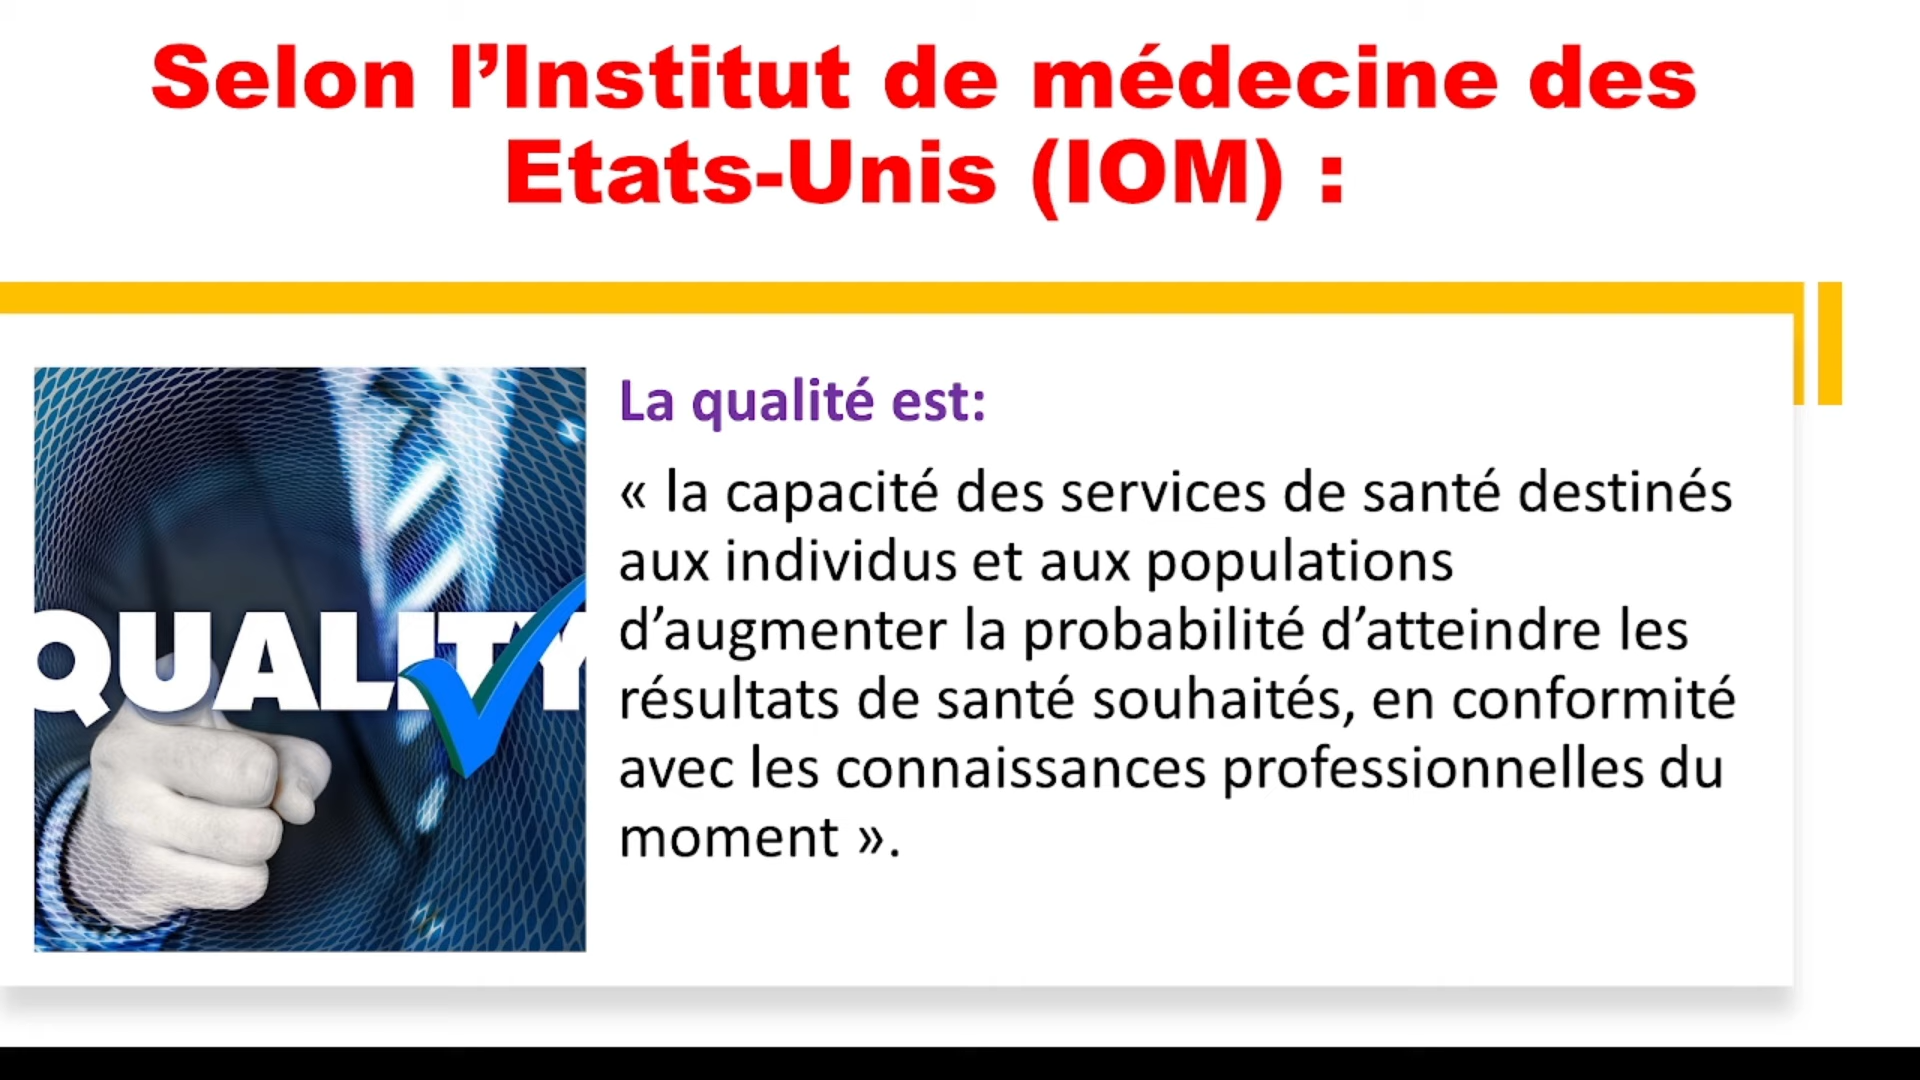 Selon l’Institut de médecine des
Etats-Unis (IOM) :
La qualité est:
« la capacité des services de santé destinés
aux individus et aux populations
d’augmenter la probabilité d’atteindre les
résultats de santé souhaités, en conformité
avec les connaissances professionnelles du
moment ».
QUALITY